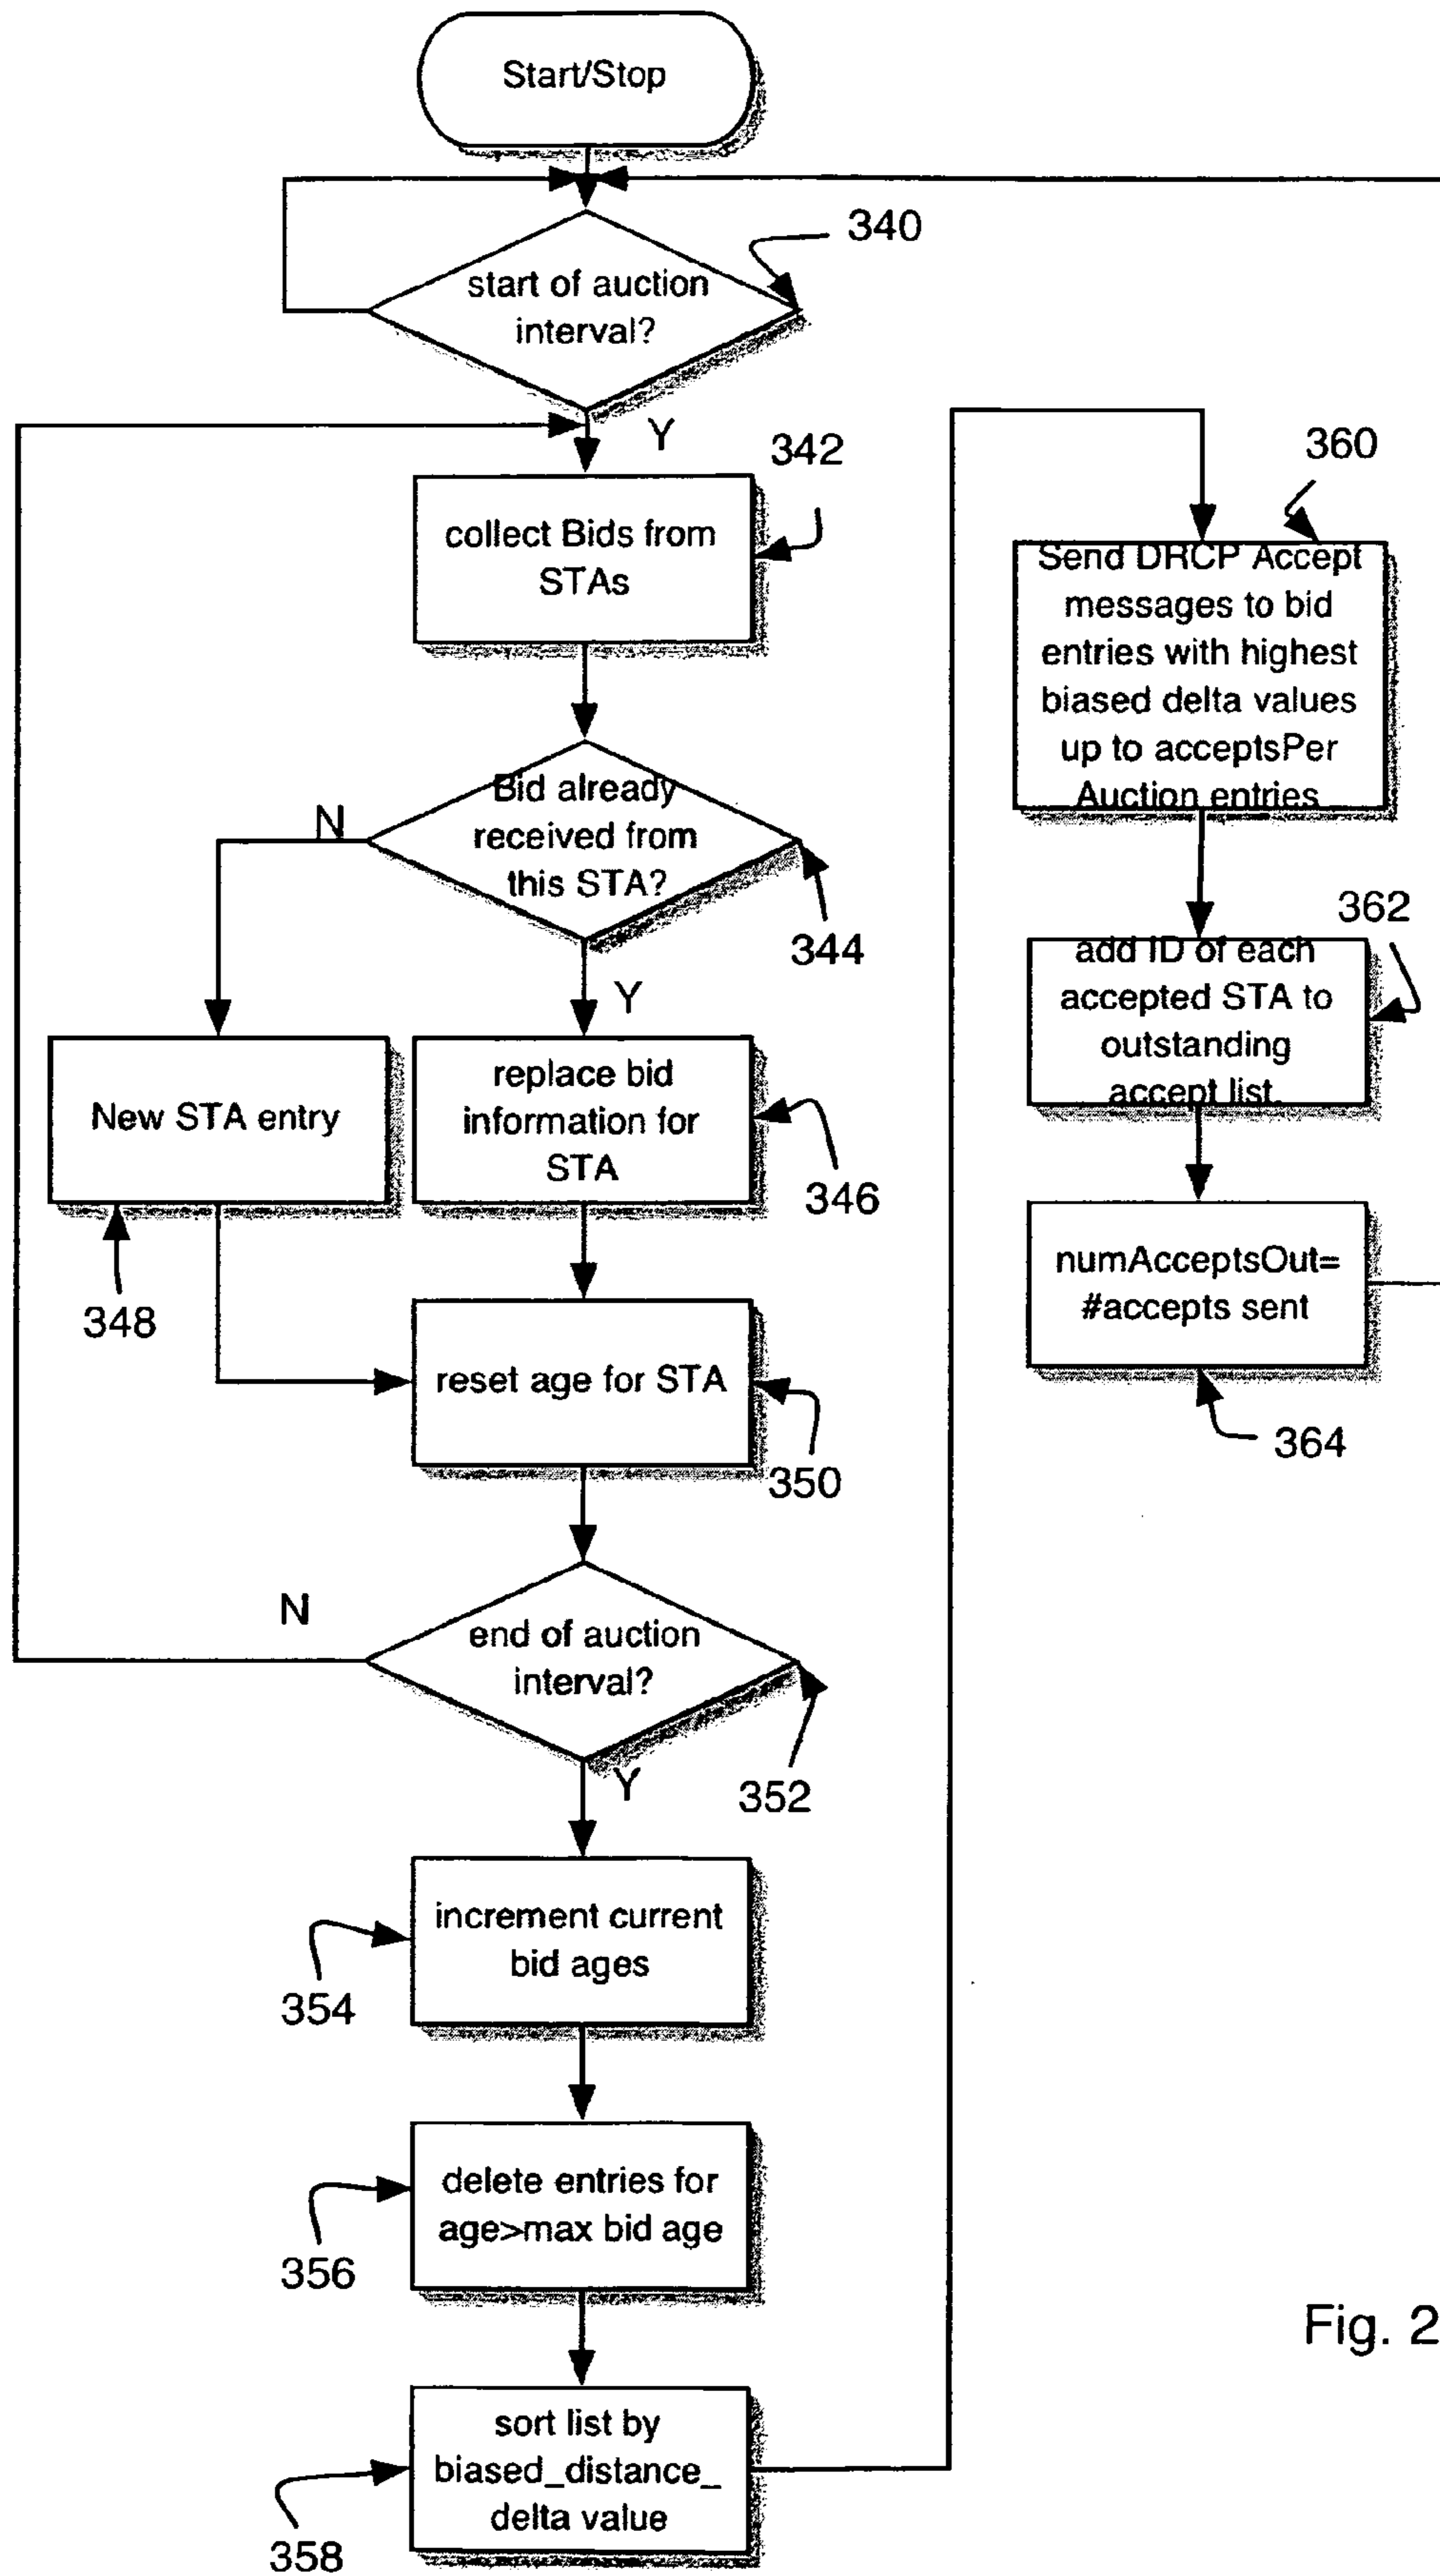 Start/Stop
340
start of auction
interval?
Y
342
collect Bids from
STAs
N
Bid already
received from
this STA?
344
Y
New STA entry
348
replace bid
information for
STA
346
reset age for STA
350
N
end of auction
interval?
352
Y
increment current
bid ages
354
delete entries for
age>max bid age
356
sort list by
biased_distance_
delta value
358
360
Send DRCP Accept
messages to bid
entries with highest
biased delta values
up to acceptsPer
Auction entries
362
add ID of each
accepted STA to
outstanding
accept list.
numAcceptsOut=
#accepts sent
364
Fig. 2